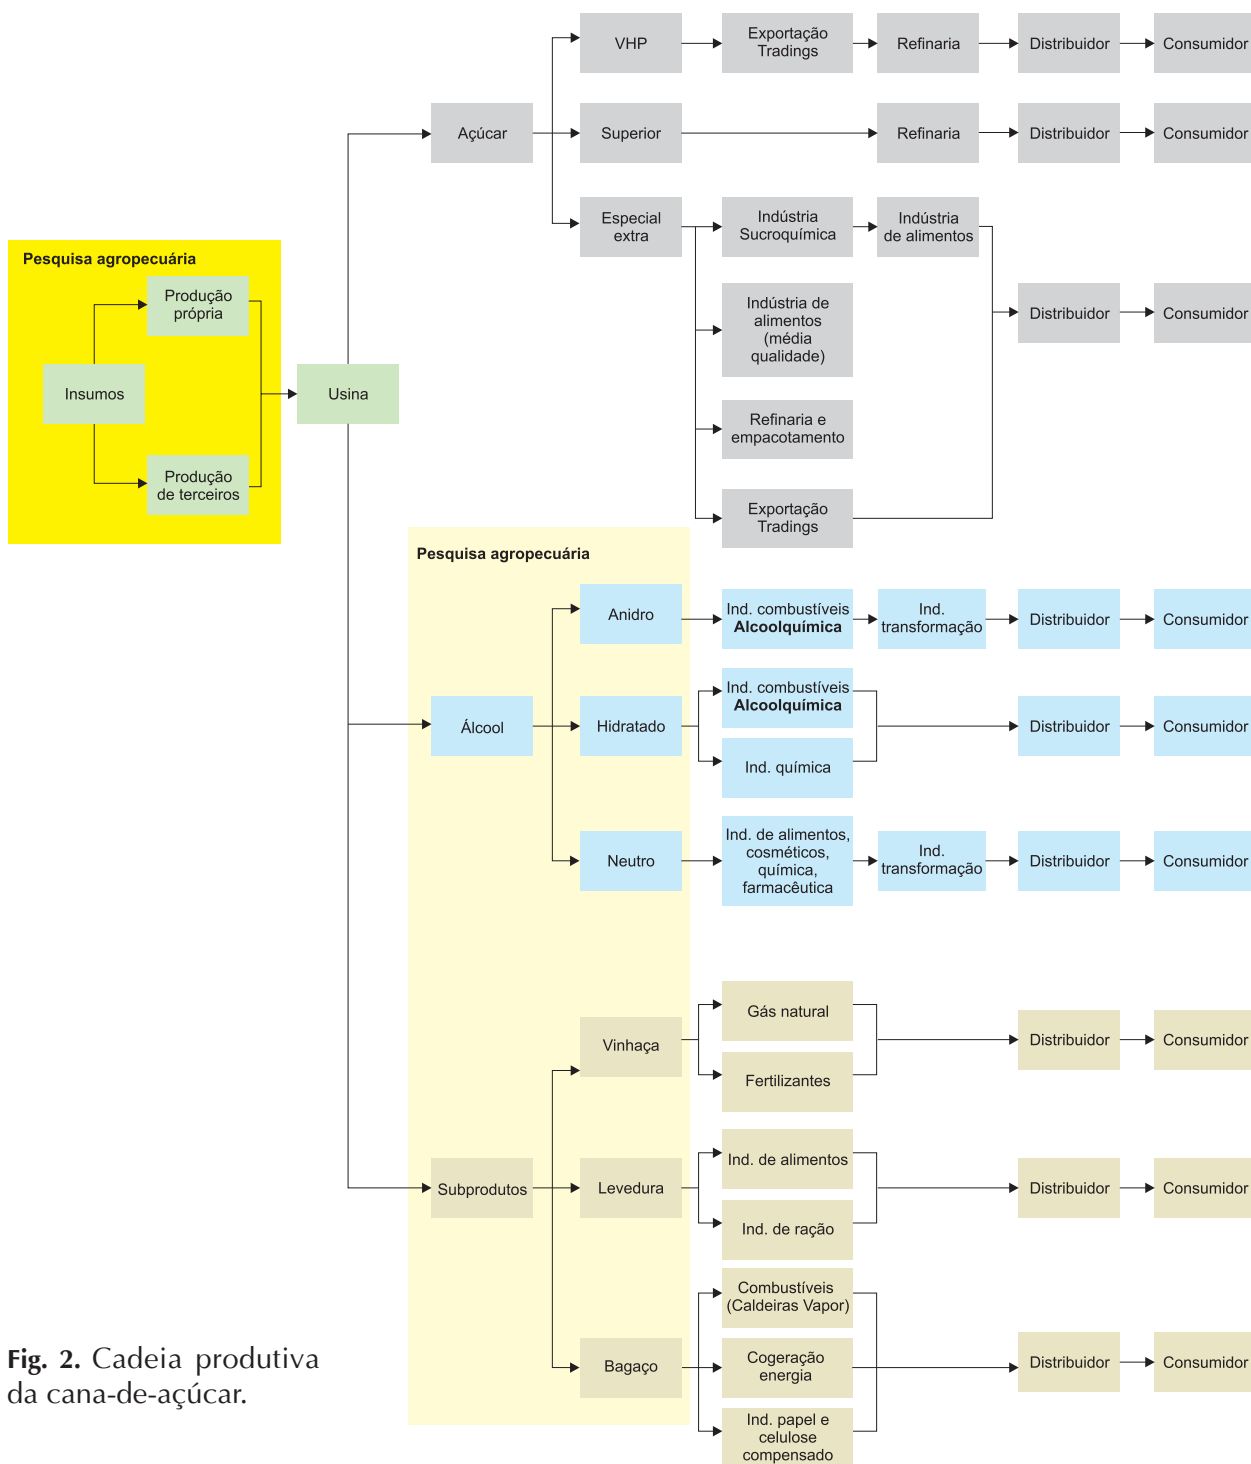 VHP
Exportação
Tradings
Refinaria
Distribuidor
Consumidor
Açúcar
Superior
Refinaria
Distribuidor
Consumidor
Especial
extra
Indústria
Sucroquímica
Indústria
de alimentos
Indústria de
alimentos
(média
qualidade)
Distribuidor
Consumidor
Refinaria e
empacotamento
Exportação
Tradings
Pesquisa agropecuária
Produção
própria
Insumos
Produção
de terceiros
Usina
Pesquisa agropecuária
Anidro
Ind. combustíveis
Alcoolquímica
Ind.
transformação
Distribuidor
Consumidor
Álcool
Hidratado
Ind. combustíveis
Alcoolquímica
Ind. química
Distribuidor
Consumidor
Neutro
Ind. de alimentos,
cosméticos,
química,
farmacêutica
Ind.
transformação
Distribuidor
Consumidor
Vinhaça
Gás natural
Fertilizantes
Distribuidor
Consumidor
Subprodutos
Levedura
Ind. de alimentos
Ind. de ração
Distribuidor
Consumidor
Bagaço
Combustíveis
(Caldeiras Vapor)
Cogeração
energia
Ind. papel e
celulose
compensado
Distribuidor
Consumidor
Fig. 2. Cadeia produtiva
da cana-de-açúcar.